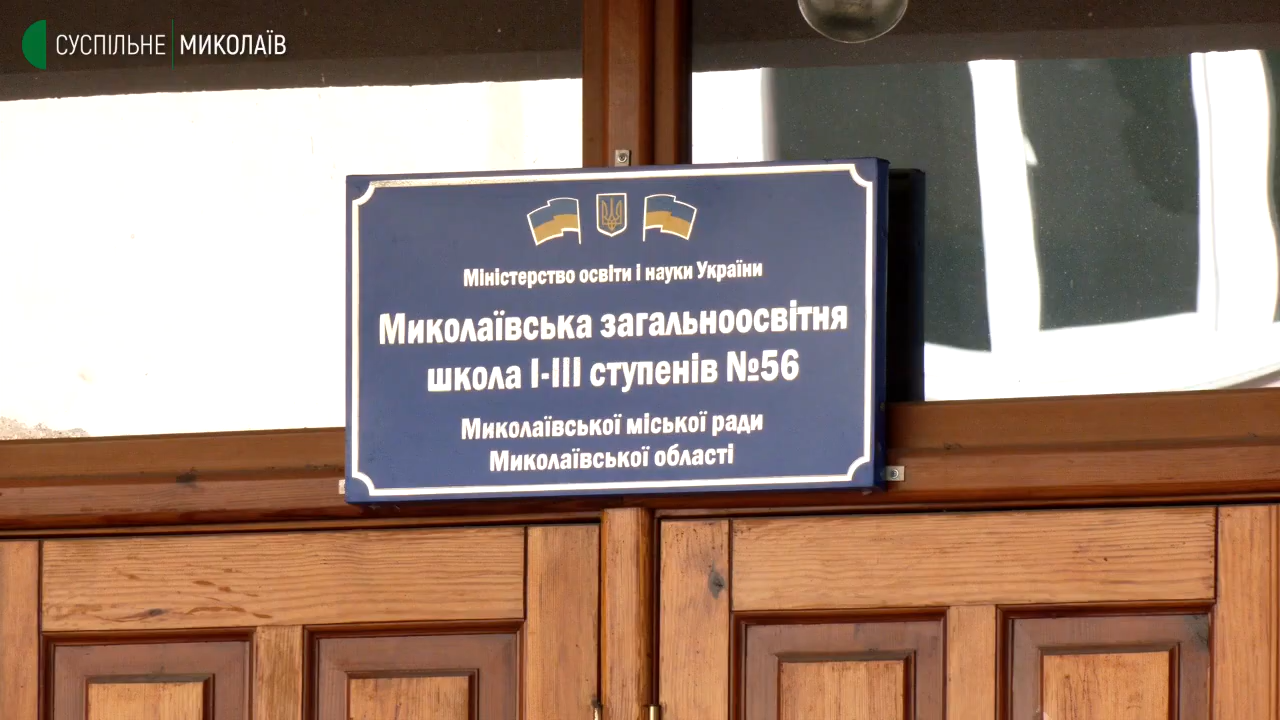 СУСПІЛЬНЕ МИКОЛАЇВ
Міністерство освіти і науки України
Миколаївська загальноосвітня
школа І-ІІІ ступенів №56
Миколаївської міської ради
Миколаївської області